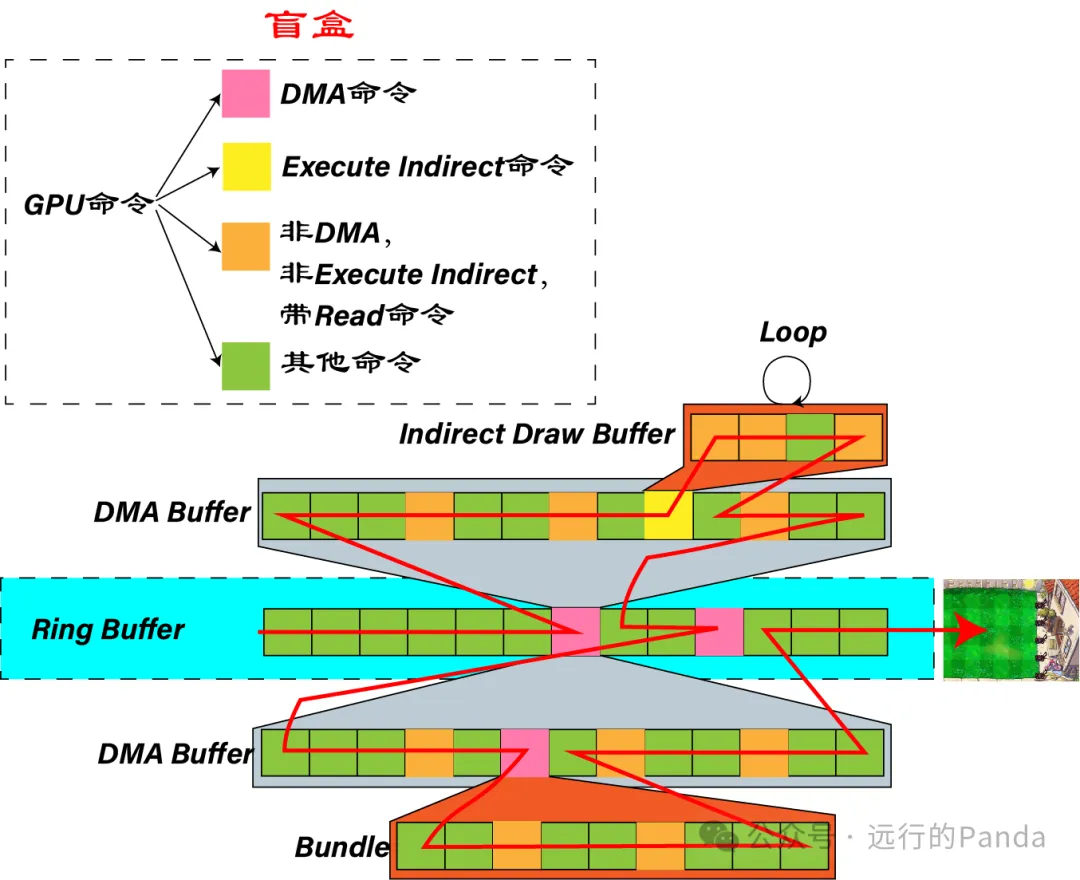 盲盒
DMA命令
Execute Indirect命令
GPU命令
非DMA，
非Execute Indirect，
带Read命令
其他命令
Loop
Indirect Draw Buffer
DMA Buffer
Ring Buffer
DMA Buffer
Bundle
公众号 · 远行的Panda